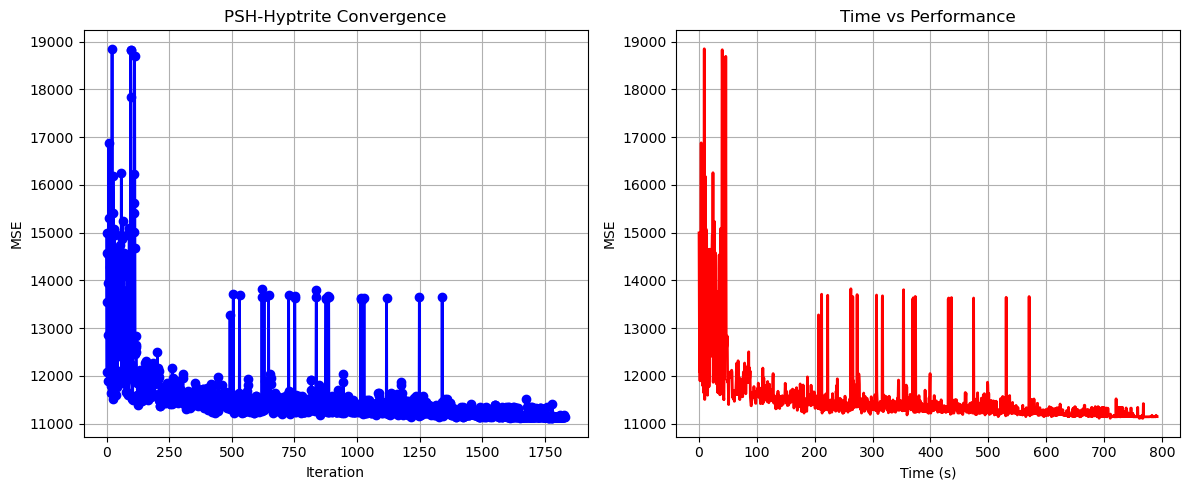 PSH-Hyptrite Convergence
MSE
19000
18000
17000
16000
15000
14000
13000
12000
11000
0 250 500 750 1000 1250 1500 1750
Iteration
Time vs Performance
MSE
19000
18000
17000
16000
15000
14000
13000
12000
11000
0 100 200 300 400 500 600 700 800
Time (s)